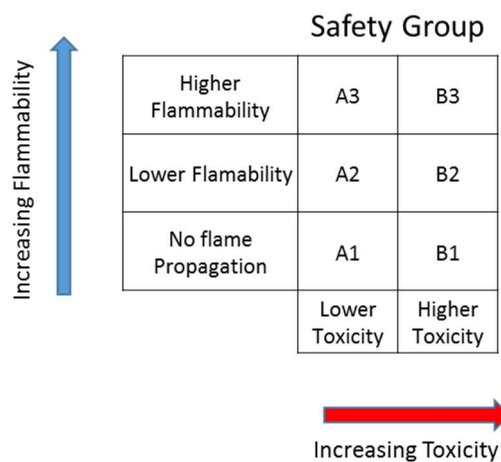 Safety Group
Increasing Flammability
Higher
Flammability
A3
B3
Lower Flamability
A2
B2
No flame
Propagation
A1
B1
Lower
Toxicity
Higher
Toxicity
Increasing Toxicity